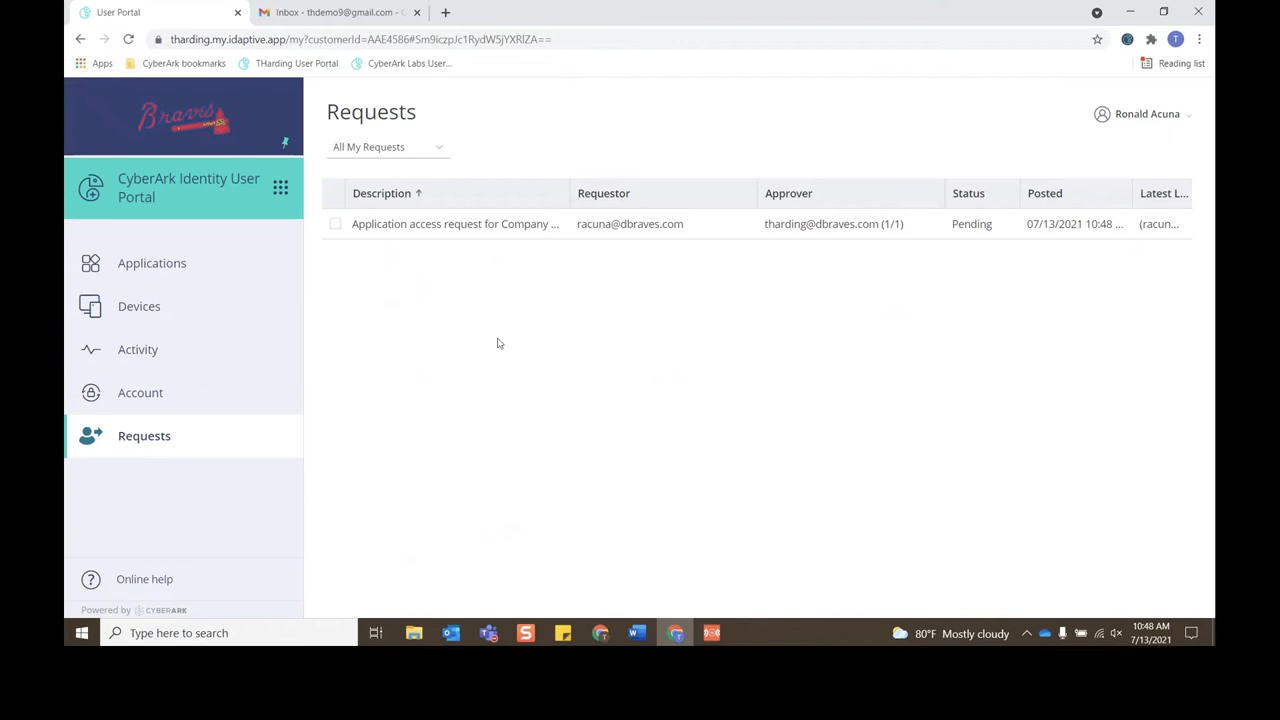 User Portal
Inbox - thdemo9@gmail.com -
tharding.my.idaptive.app/my?customerId=AAE4586#Sm9iczpJc1RydW5jYXRlZA==
T
Apps
CyberArk bookmarks
THarding User Portal
CyberArk Labs User...
Reading list
Braves
CyberArk Identity User
Portal
Applications
Devices
Activity
Account
Requests
Online help
Powered by CYBERARK
Requests
Ronald Acuna
All My Requests
Description Requestor Approver Status Posted Latest L...
Application access request for Company ... racuna@dbraves.com tharding@dbraves.com (1/1) Pending 07/13/2021 10:48 ... (racun...
Type here to search
80°F Mostly cloudy
10:48 AM
7/13/2021